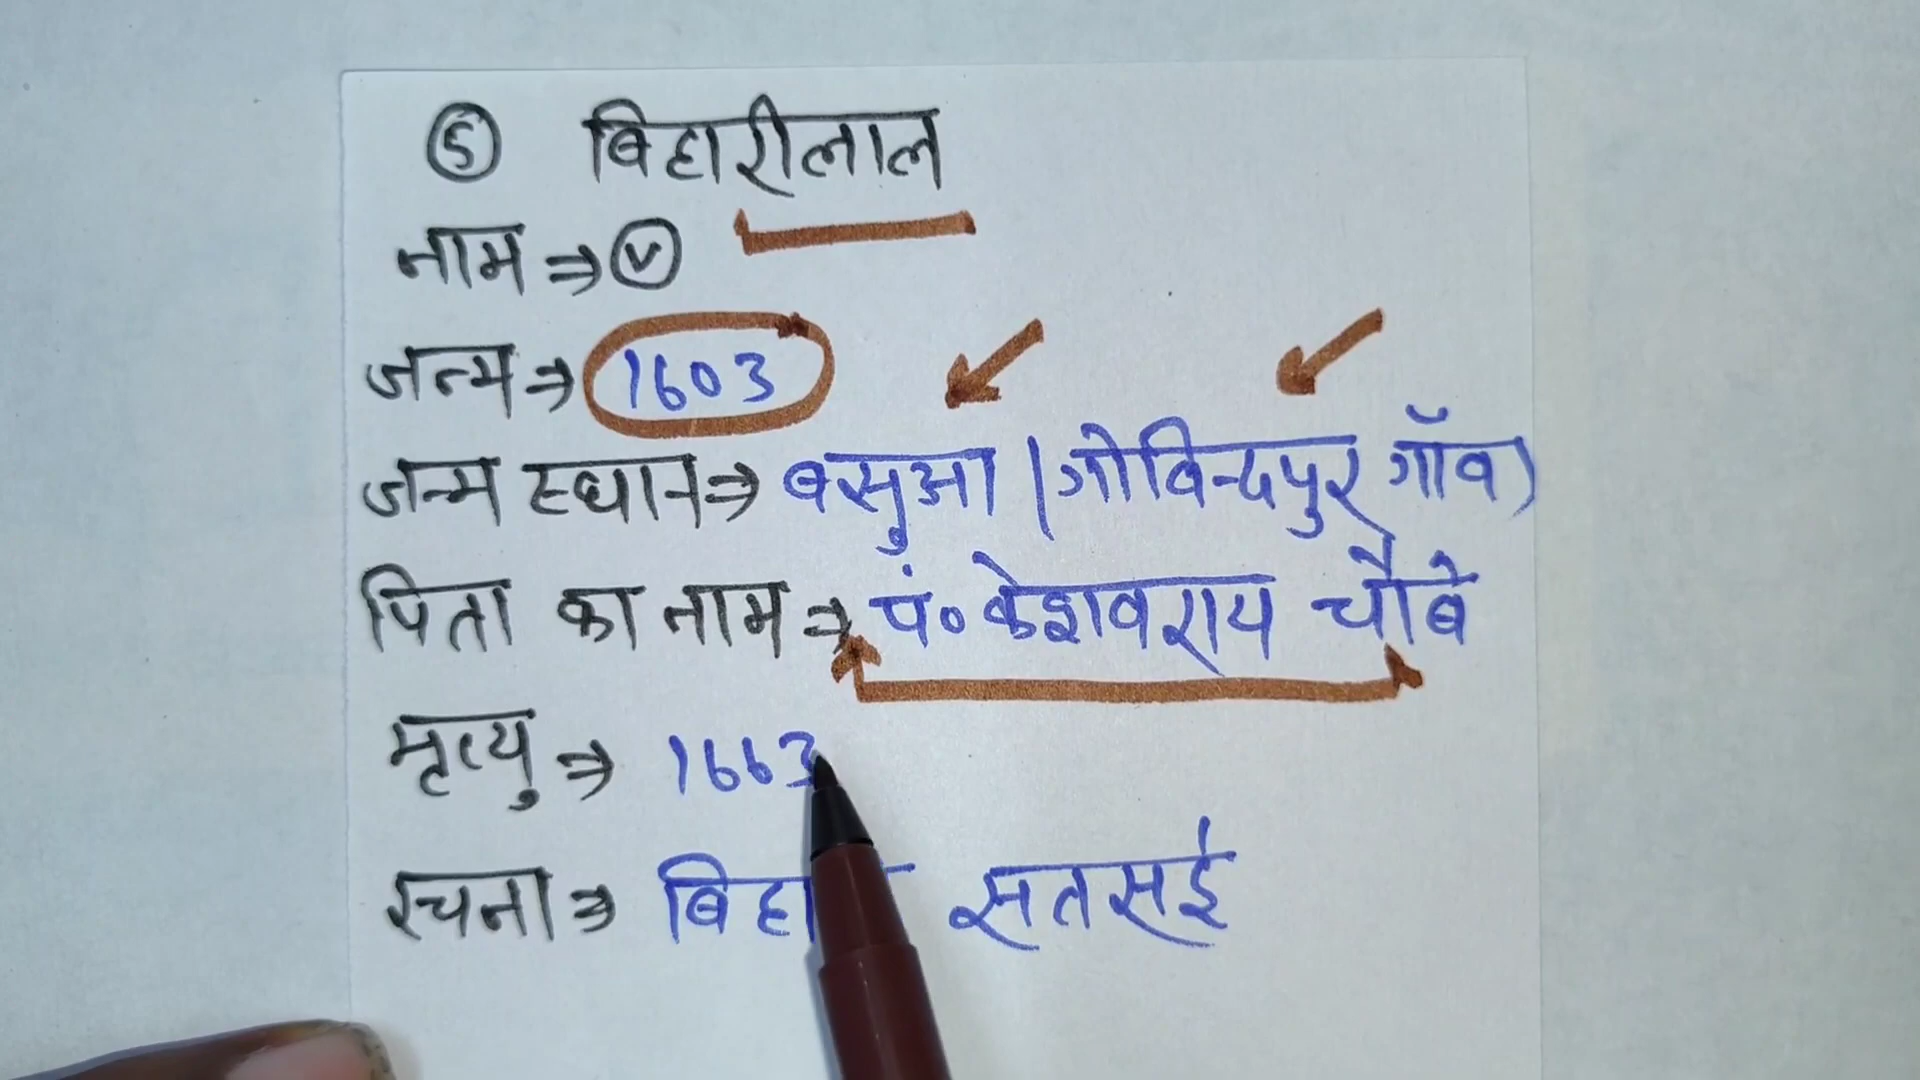 ⑤ बिहारीलाल
नाम ⇒ ⓥ
जन्म ⇒ 1603
जन्म स्थान ⇒ बसुआ (गोविन्दपुर गॉव)
पिता का नाम ⇒ पं० केशवराय चौबे
मृत्यु ⇒ 1663
रचना ⇒ सतसई